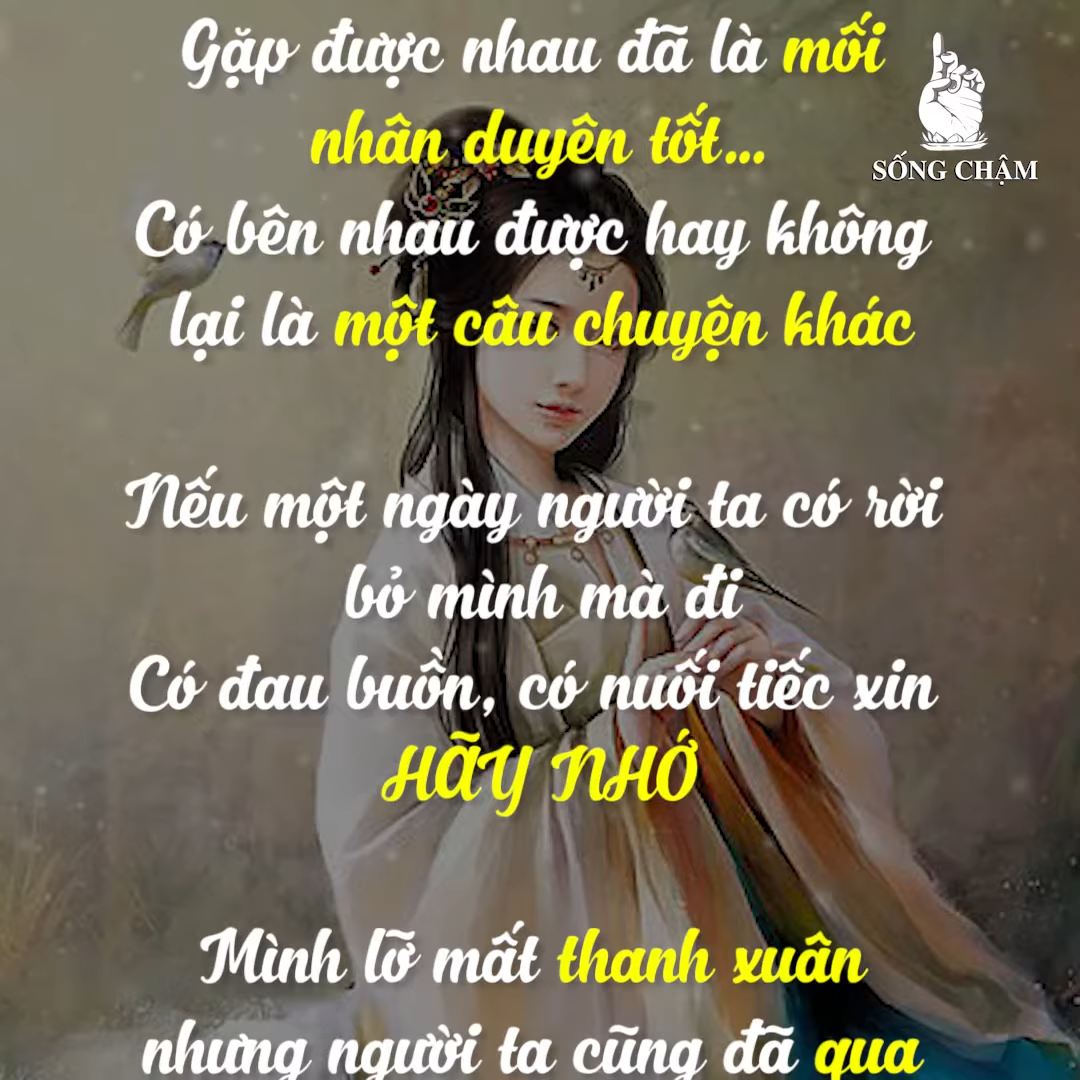 Gặp được nhau đã là mối
nhân duyên tốt...
SỐNG CHẬM
Có bên nhau được hay không
lại là một câu chuyện khác
Nếu một ngày người ta có rời
bỏ mình mà đi
Có đau buồn, có nuối tiếc xin
HÃY NHỚ
Mình lỡ mất thanh xuân
nhưng người ta cũng đã qua